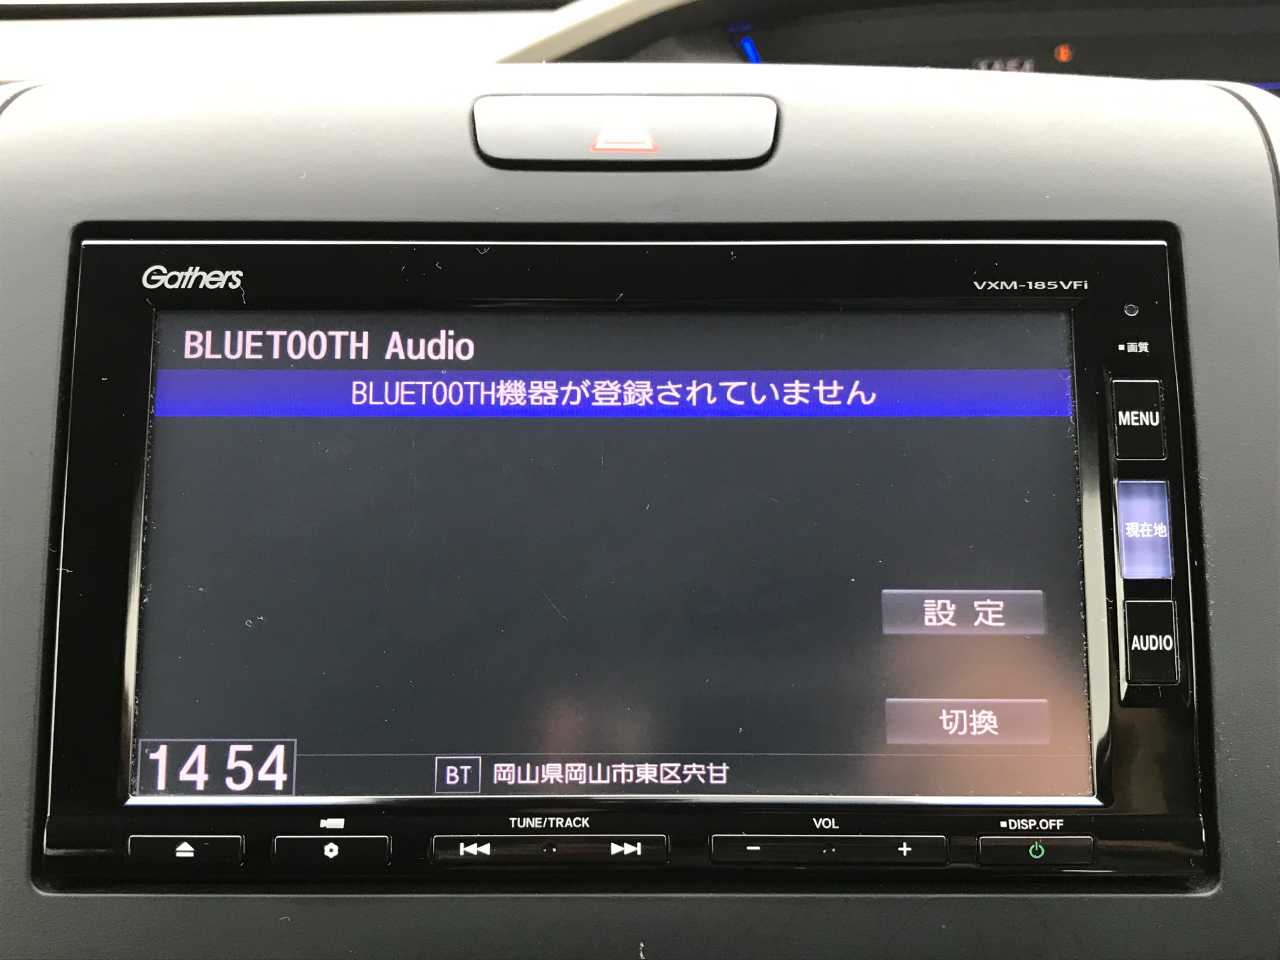 Gathers
VXM-185VFi
■画質
BLUETOOTH Audio
BLUETOOTH機器が登録されていません
MENU
現在地
設定
AUDIO
切換
14 54
BT 岡山県岡山市東区宍甘
TUNE/TRACK
VOL
■DISP.OFF